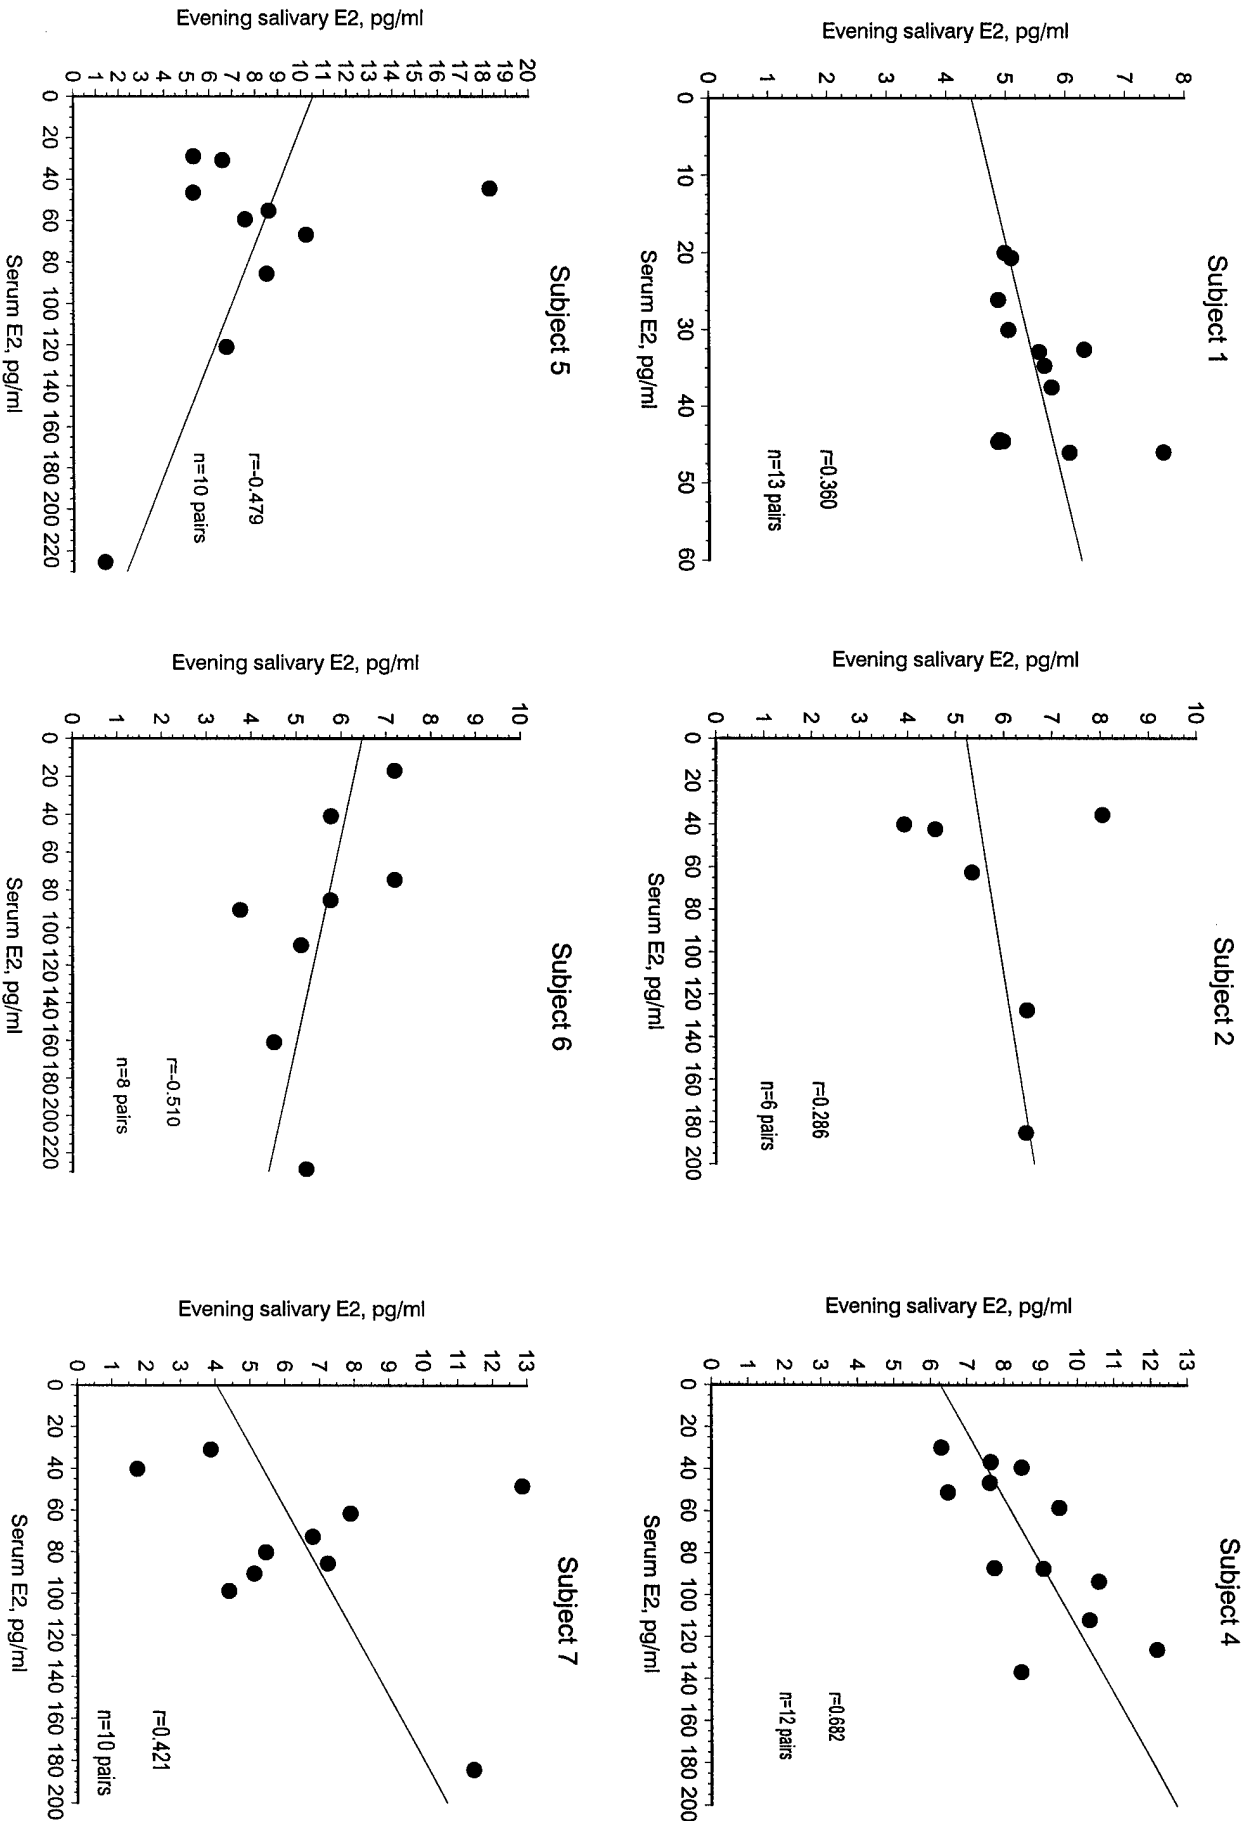 Subject 1
Evening salivary E2, pg/ml
8
7
6
5
4
3
2
1
0
0 10 20 30 40 50 60
Serum E2, pg/ml
r=0.360
n=13 pairs
Subject 2
Evening salivary E2, pg/ml
10
9
8
7
6
5
4
3
2
1
0
0 20 40 60 80 100 120 140 160 180 200
Serum E2, pg/ml
r=0.286
n=6 pairs
Subject 4
Evening salivary E2, pg/ml
13
12
11
10
9
8
7
6
5
4
3
2
1
0
0 20 40 60 80 100 120 140 160 180 200
Serum E2, pg/ml
r=0.682
n=12 pairs
Subject 5
Evening salivary E2, pg/ml
20
19
18
17
16
15
14
13
12
11
10
9
8
7
6
5
4
3
2
1
0
0 20 40 60 80 100 120 140 160 180 200 220
Serum E2, pg/ml
r=-0.479
n=10 pairs
Subject 6
Evening salivary E2, pg/ml
10
9
8
7
6
5
4
3
2
1
0
0 20 40 60 80 100 120 140 160 180 200 220
Serum E2, pg/ml
r=-0.510
n=8 pairs
Subject 7
Evening salivary E2, pg/ml
13
12
11
10
9
8
7
6
5
4
3
2
1
0
0 20 40 60 80 100 120 140 160 180 200
Serum E2, pg/ml
r=0.421
n=10 pairs